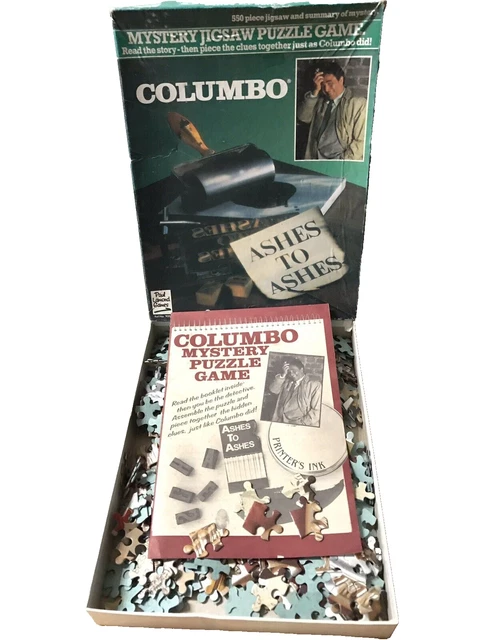 550 piece jigsaw and summary of mystery
MYSTERY JIGSAW PUZZLE GAME
Read the story - then piece the clues together just as Columbo did!
COLUMBO®
ASHES
TO
ASHES
Paul
Lamond
Games
COLUMBO
MYSTERY
PUZZLE
GAME
Read the booklet inside
then you be the detective.
Assemble the puzzle and
piece together the hidden
clues, just like Columbo did!
ASHES
TO
ASHES
PRINTER'S INK